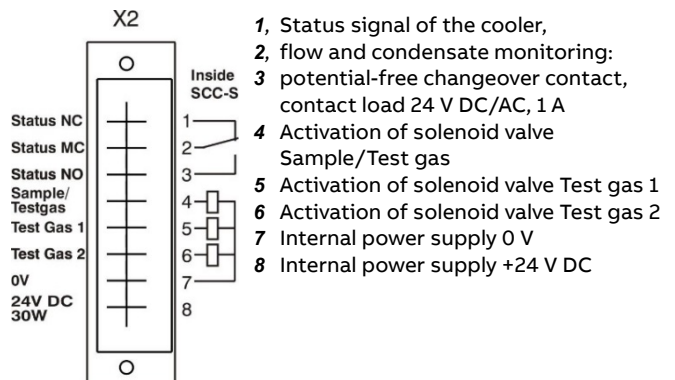 X2
Inside
SCC-S
Status NC
1
Status MC
2
Status NO
3
Sample/
Testgas
4
Test Gas 1
5
Test Gas 2
6
0V
7
24V DC
30W
8
1, Status signal of the cooler,
2, flow and condensate monitoring:
3 potential-free changeover contact,
contact load 24 V DC/AC, 1 A
4 Activation of solenoid valve
Sample/Test gas
5 Activation of solenoid valve Test gas 1
6 Activation of solenoid valve Test gas 2
7 Internal power supply 0 V
8 Internal power supply +24 V DC